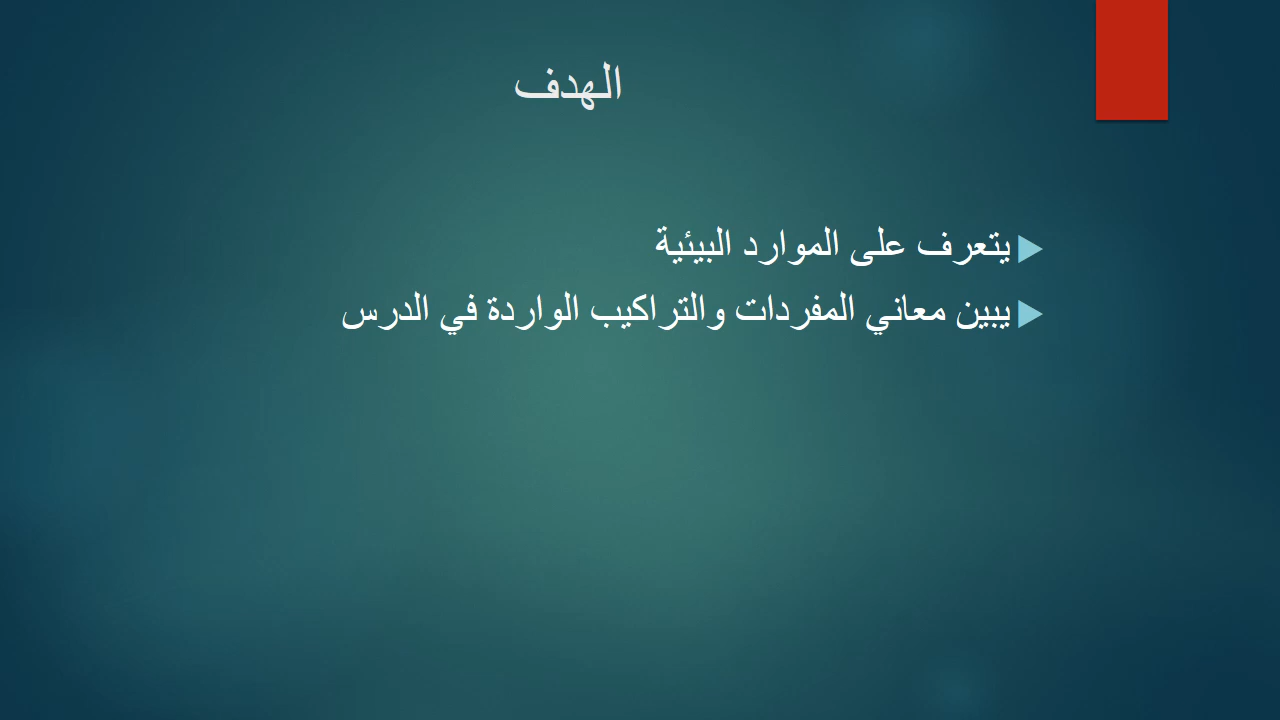 الهدف
يتعرف على الموارد البيئية
يبين معاني المفردات والتراكيب الواردة في الدرس